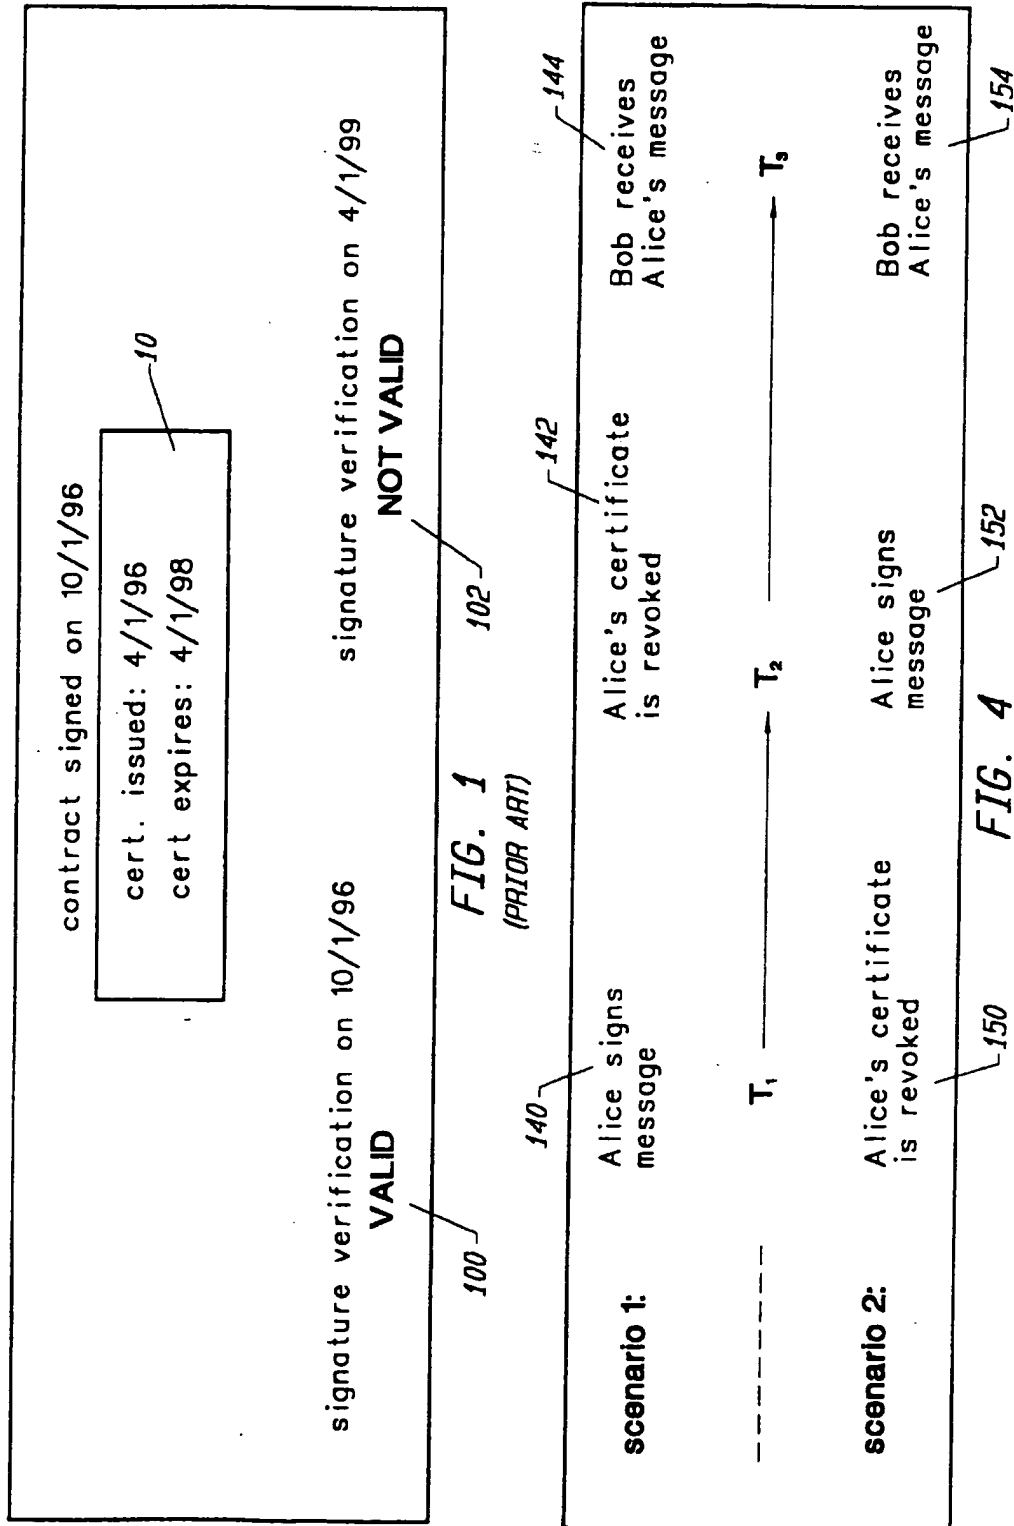 contract signed on 10/1/96
10
cert. issued: 4/1/96
cert expires: 4/1/98
signature verification on 10/1/96
VALID
100
signature verification on 4/1/99
NOT VALID
102
FIG. 1
(PRIOR ART)
scenario 1:
140
Alice signs
message
142
Alice's certificate
is revoked
144
Bob receives
Alice's message
T1
T2
T3
scenario 2:
Alice's certificate
is revoked
150
Alice signs
message
152
Bob receives
Alice's message
154
FIG. 4